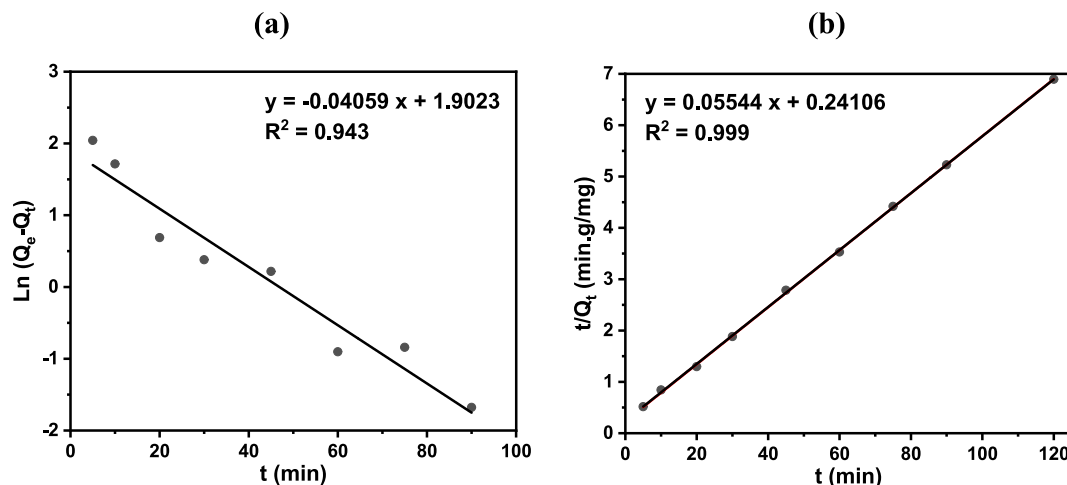 (a)
(b)
y = -0.04059 x + 1.9023
R² = 0.943
Ln (Qₑ-Qₜ)
3
2
1
0
-1
-2
0 20 40 60 80 100
t (min)
y = 0.05544 x + 0.24106
R² = 0.999
t/Qₜ (min.g/mg)
7
6
5
4
3
2
1
0
0 20 40 60 80 100 120
t (min)